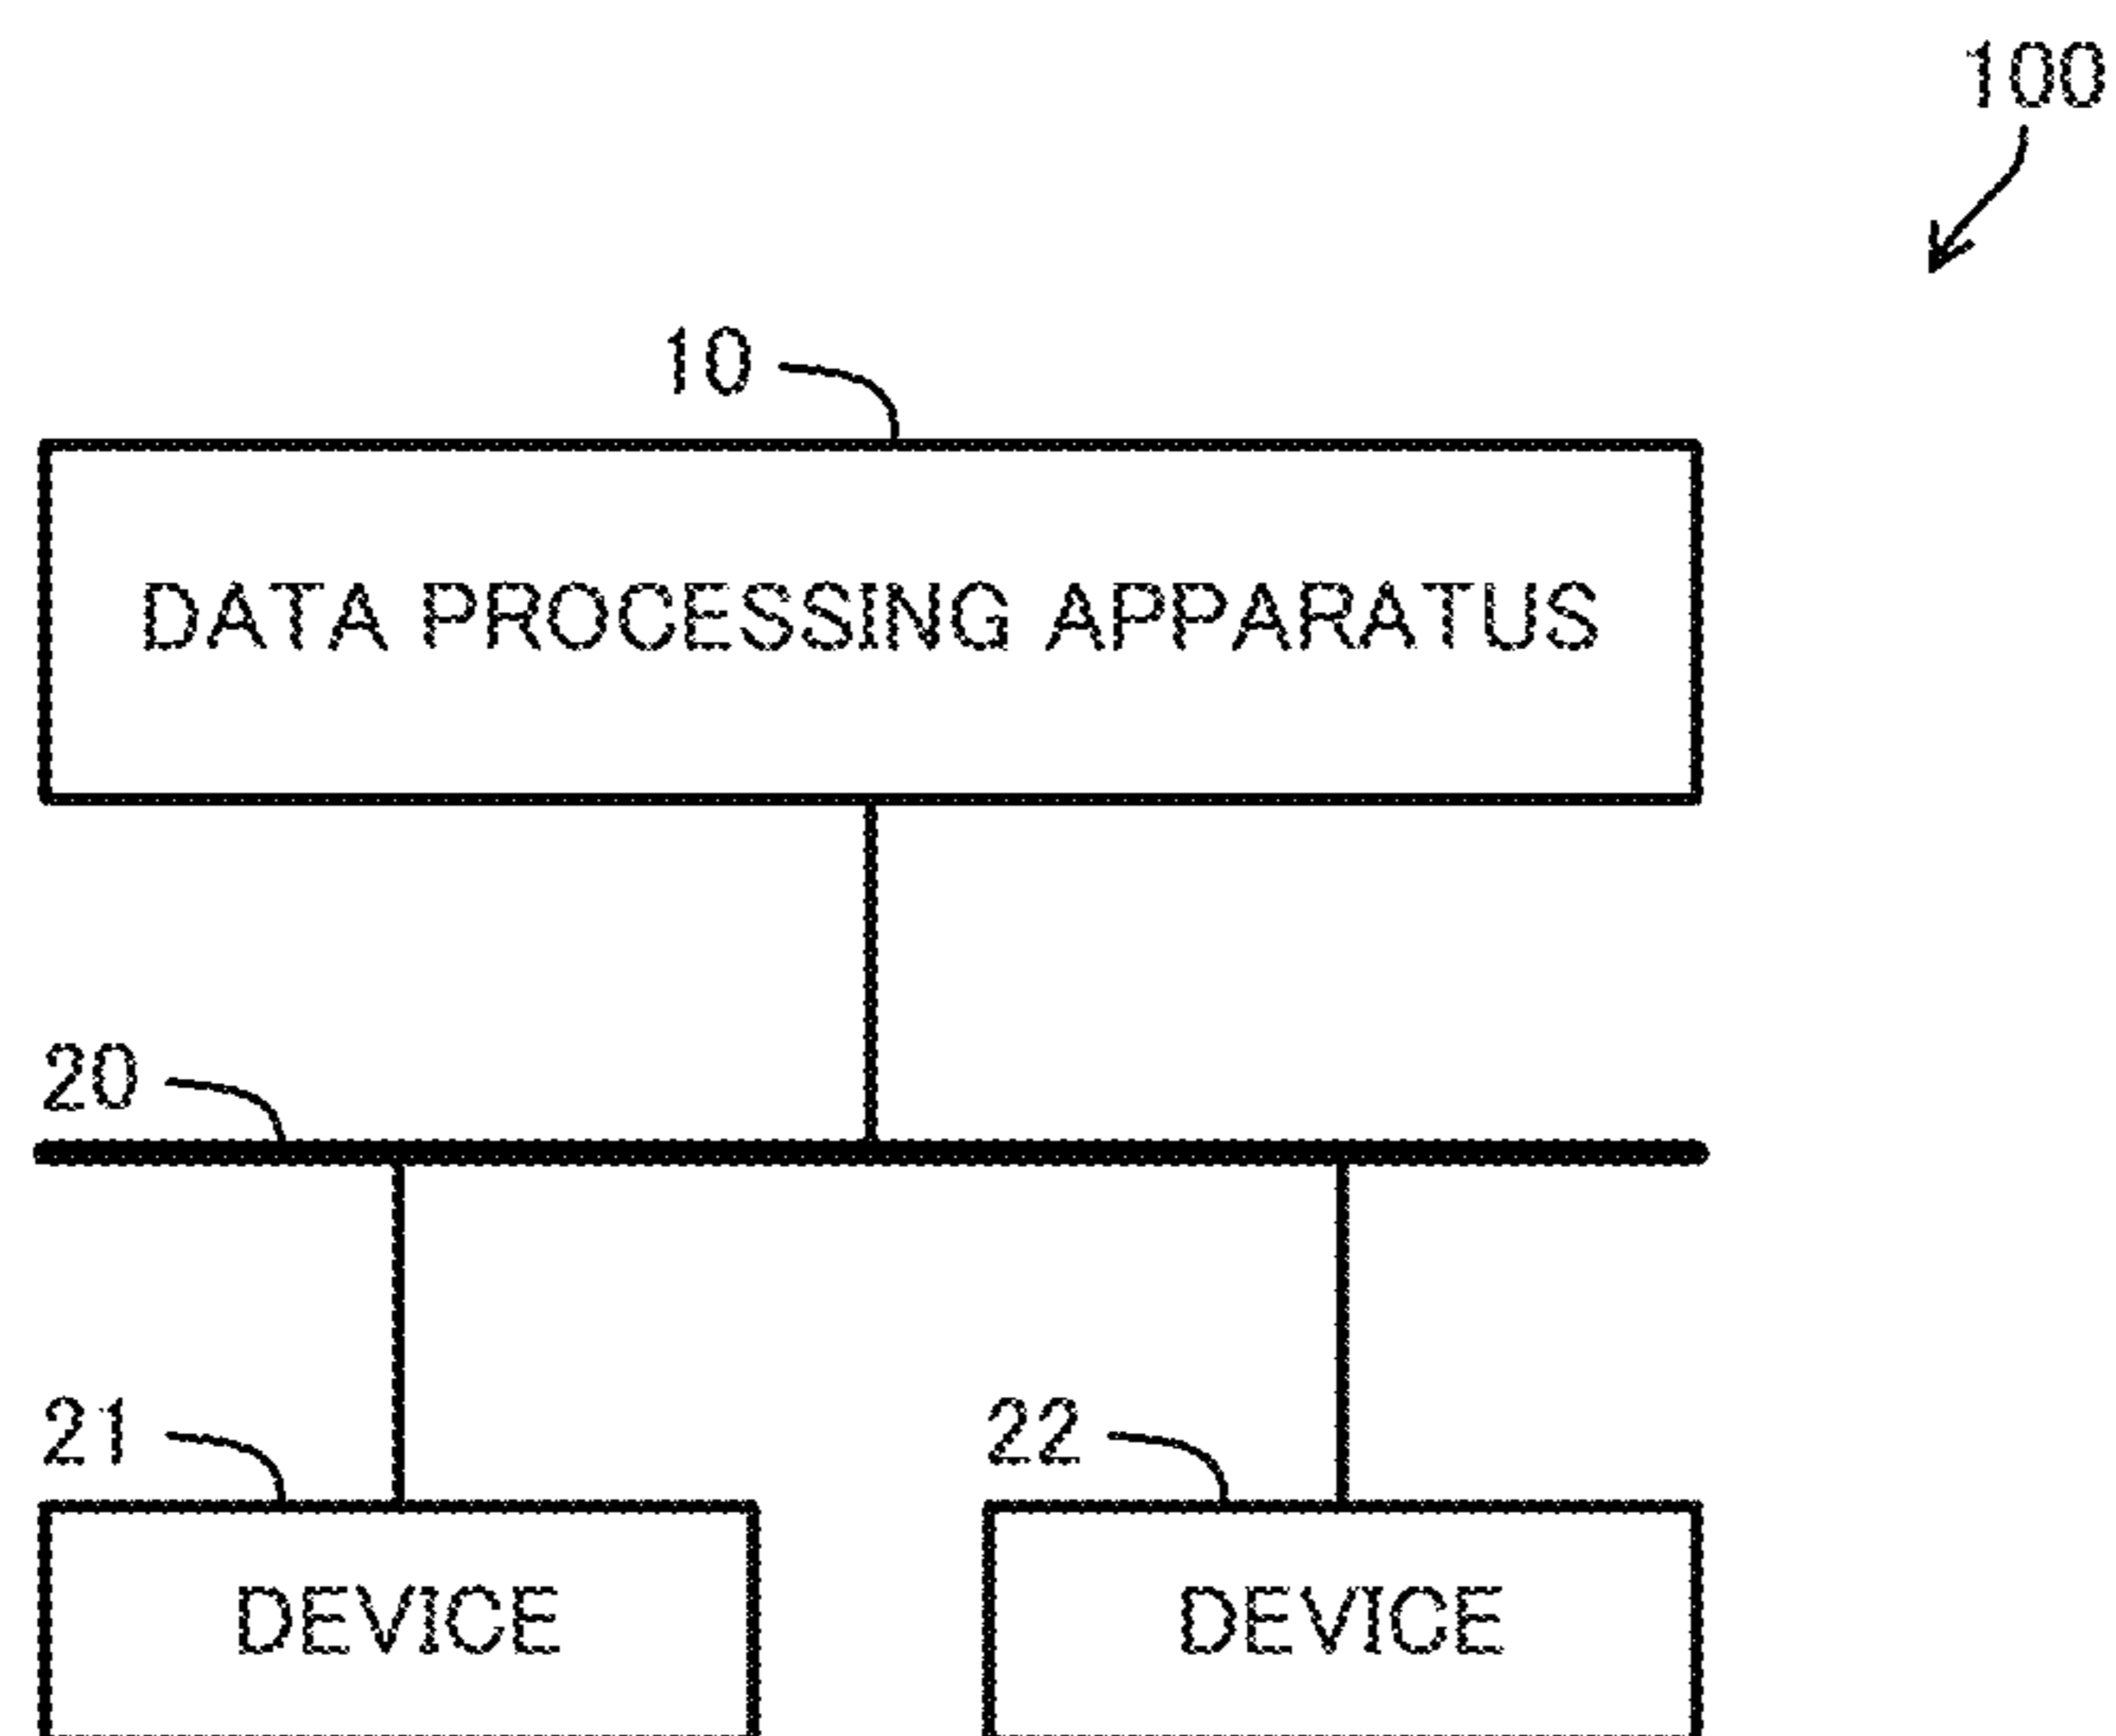 100
10
DATA PROCESSING APPARATUS
20
21
22
DEVICE
DEVICE